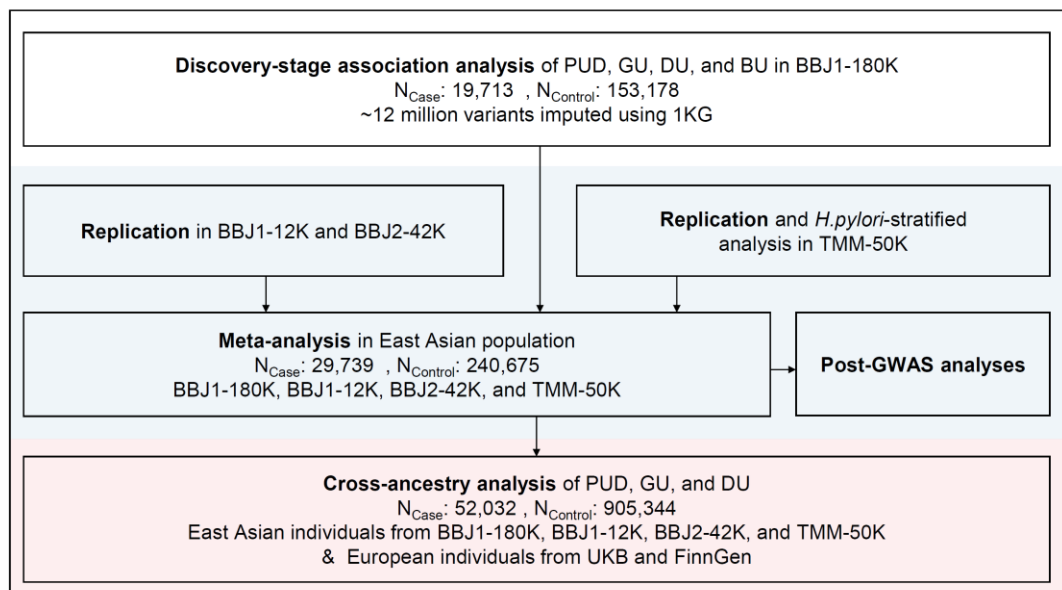 Discovery-stage association analysis of PUD, GU, DU, and BU in BBJ1-180K
NCase: 19,713 , NControl: 153,178
~12 million variants imputed using 1KG
Replication in BBJ1-12K and BBJ2-42K
Replication and H.pylori-stratified
analysis in TMM-50K
Meta-analysis in East Asian population
NCase: 29,739 , NControl: 240,675
BBJ1-180K, BBJ1-12K, BBJ2-42K, and TMM-50K
Post-GWAS analyses
Cross-ancestry analysis of PUD, GU, and DU
NCase: 52,032 , NControl: 905,344
East Asian individuals from BBJ1-180K, BBJ1-12K, BBJ2-42K, and TMM-50K
& European individuals from UKB and FinnGen